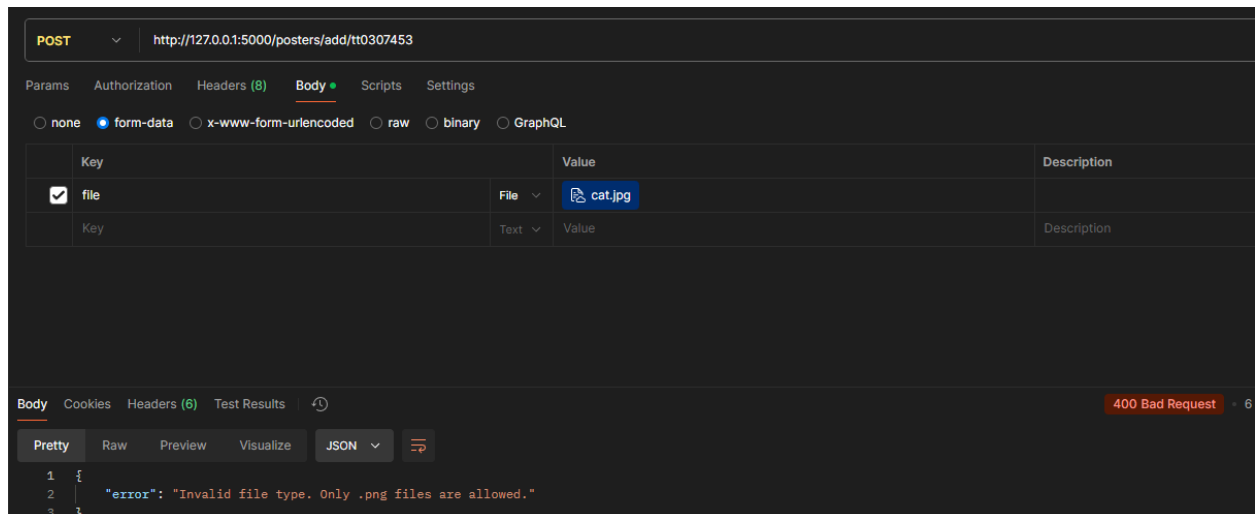 POST http://127.0.0.1:5000/posters/add/tt0307453
Params Authorization Headers (8) Body Scripts Settings
none form-data x-www-form-urlencoded raw binary GraphQL
Key Value Description
file File cat.jpg
Key Text Value Description
Body Cookies Headers (6) Test Results 400 Bad Request 6
Pretty Raw Preview Visualize JSON
1 {
2 "error": "Invalid file type. Only .png files are allowed."
3 }